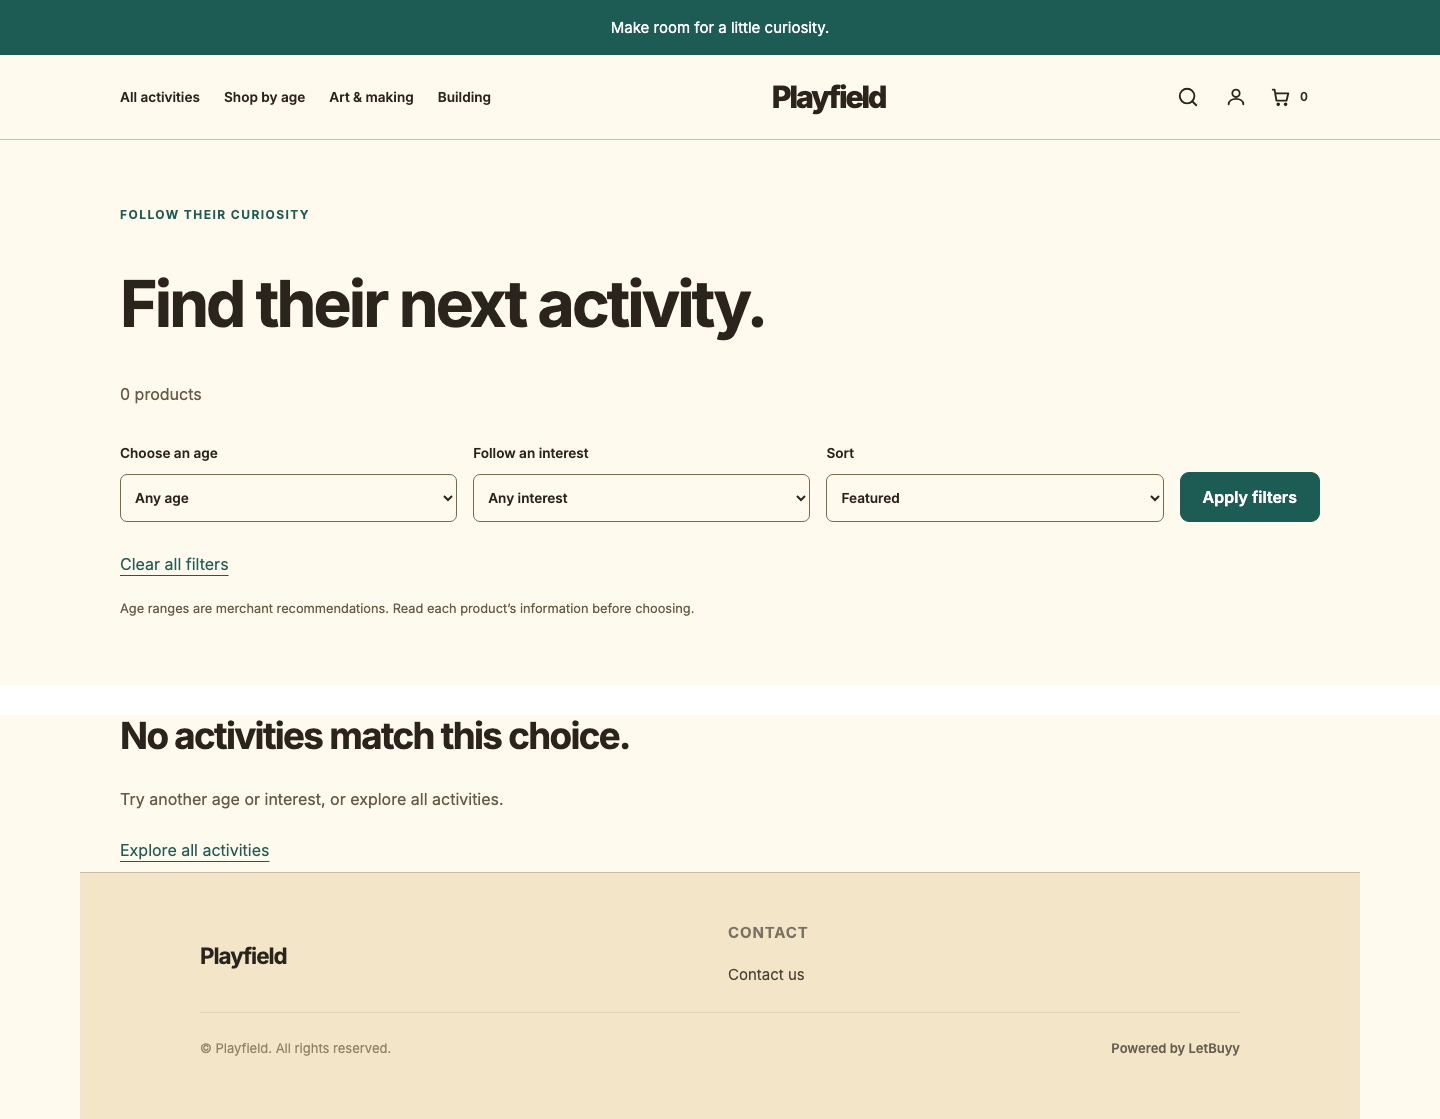 Make room for a little curiosity.
All activities Shop by age Art & making Building
Playfield
0
FOLLOW THEIR CURIOSITY
Find their next activity.
0 products
Choose an age Follow an interest Sort
Any age Any interest Featured Apply filters
Clear all filters
Age ranges are merchant recommendations. Read each product’s information before choosing.
No activities match this choice.
Try another age or interest, or explore all activities.
Explore all activities
Playfield
CONTACT
Contact us
© Playfield. All rights reserved.
Powered by LetBuyy